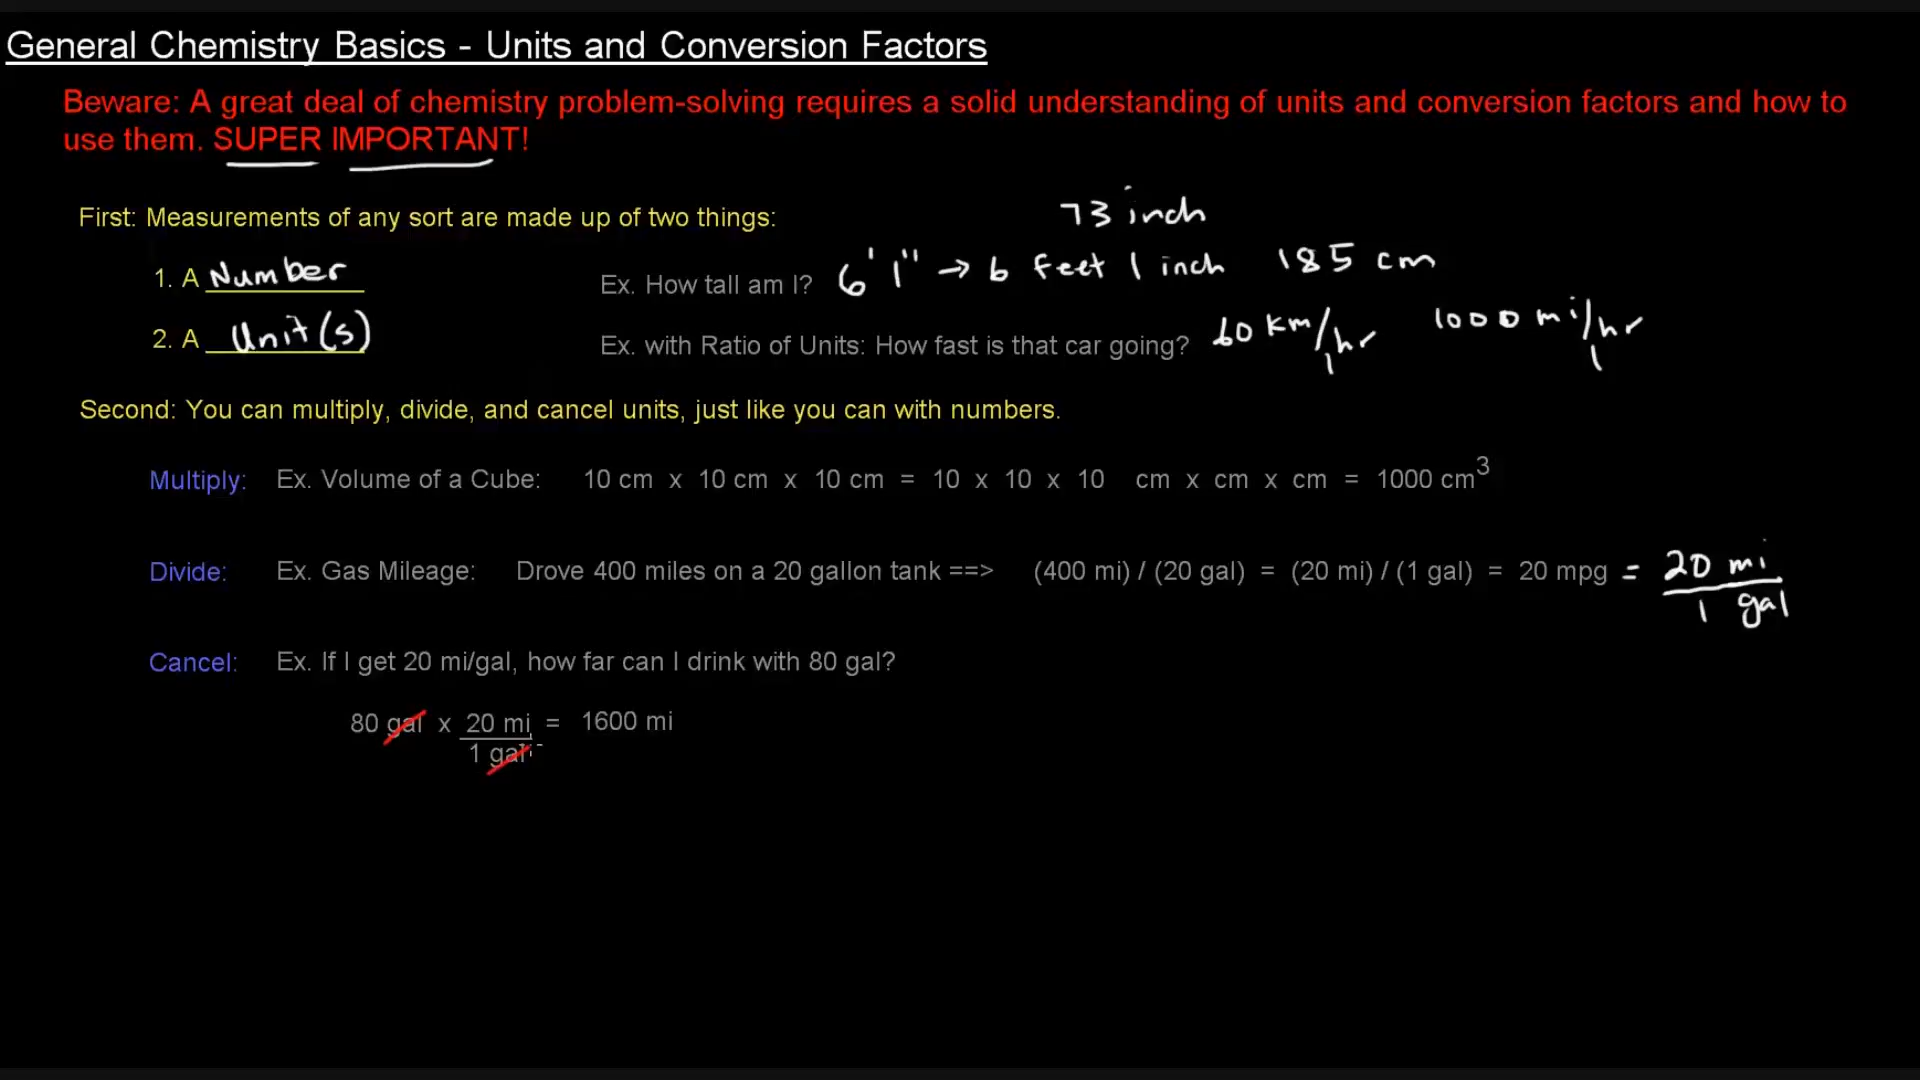 General Chemistry Basics - Units and Conversion Factors
Beware: A great deal of chemistry problem-solving requires a solid understanding of units and conversion factors and how to
use them. SUPER IMPORTANT!
First: Measurements of any sort are made up of two things:
73 inch
1. A Number
Ex. How tall am I? 6' 1" → 6 feet 1 inch 185 cm
2. A Unit(s)
Ex. with Ratio of Units: How fast is that car going? 60 km/1hr 1000 mi/1hr
Second: You can multiply, divide, and cancel units, just like you can with numbers.
Multiply: Ex. Volume of a Cube: 10 cm x 10 cm x 10 cm = 10 x 10 x 10 cm x cm x cm = 1000 cm³
Divide: Ex. Gas Mileage: Drove 400 miles on a 20 gallon tank ==> (400 mi) / (20 gal) = (20 mi) / (1 gal) = 20 mpg = 20 mi
1 gal
Cancel: Ex. If I get 20 mi/gal, how far can I drink with 80 gal?
80 gal x 20 mi = 1600 mi
1 gal